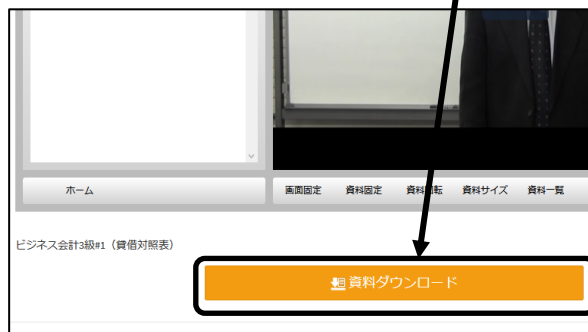 ホーム
画面固定 資料固定 資料回転 資料サイズ 資料一覧
ビジネス会計3級#1（貸借対照表）
資料ダウンロード